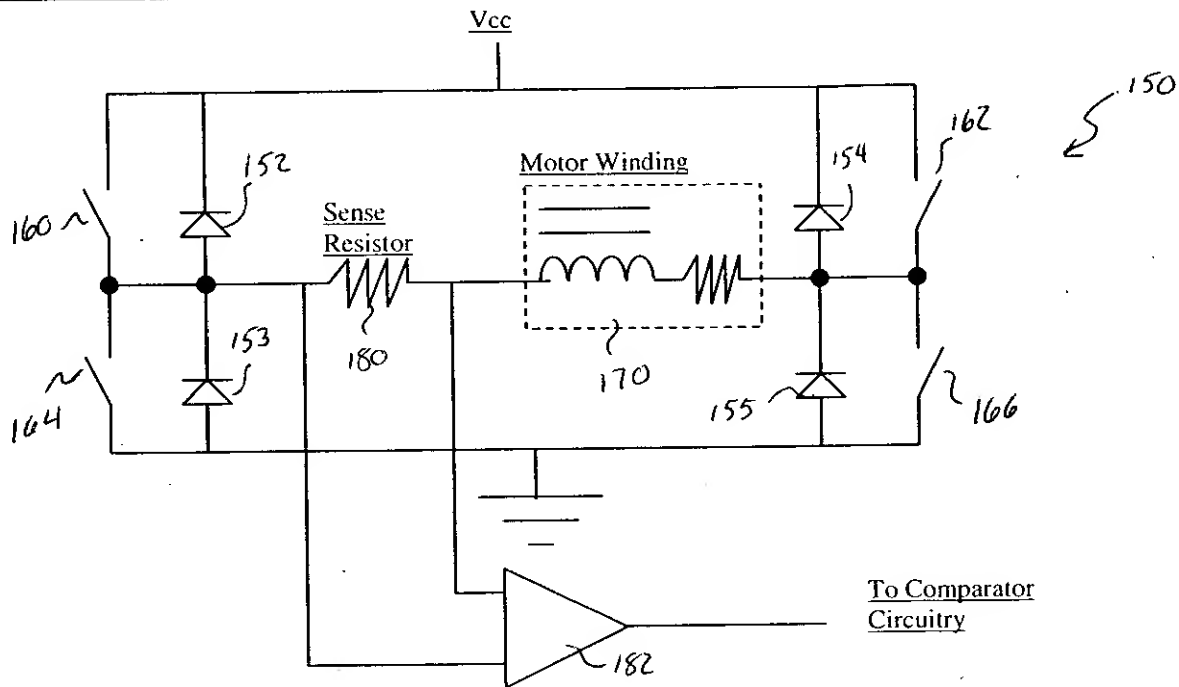 Vcc
150
162
152
Motor Winding
154
160
Sense
Resistor
153
180
170
155
164
166
To Comparator
Circuitry
182